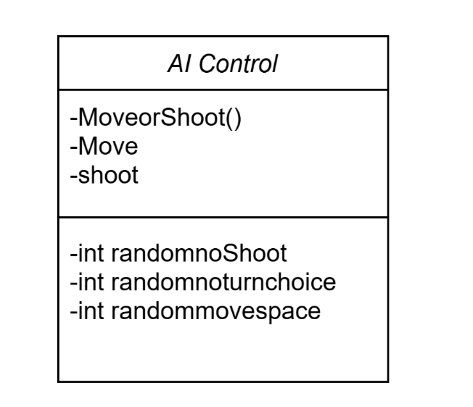 AI Control
-MoveorShoot()
-Move
-shoot
-int randomnoShoot
-int randomnoturnchoice
-int randommovespace